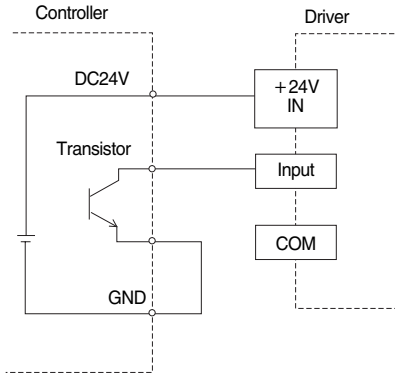 Controller
Driver
DC24V
+24V
IN
Transistor
Input
COM
GND